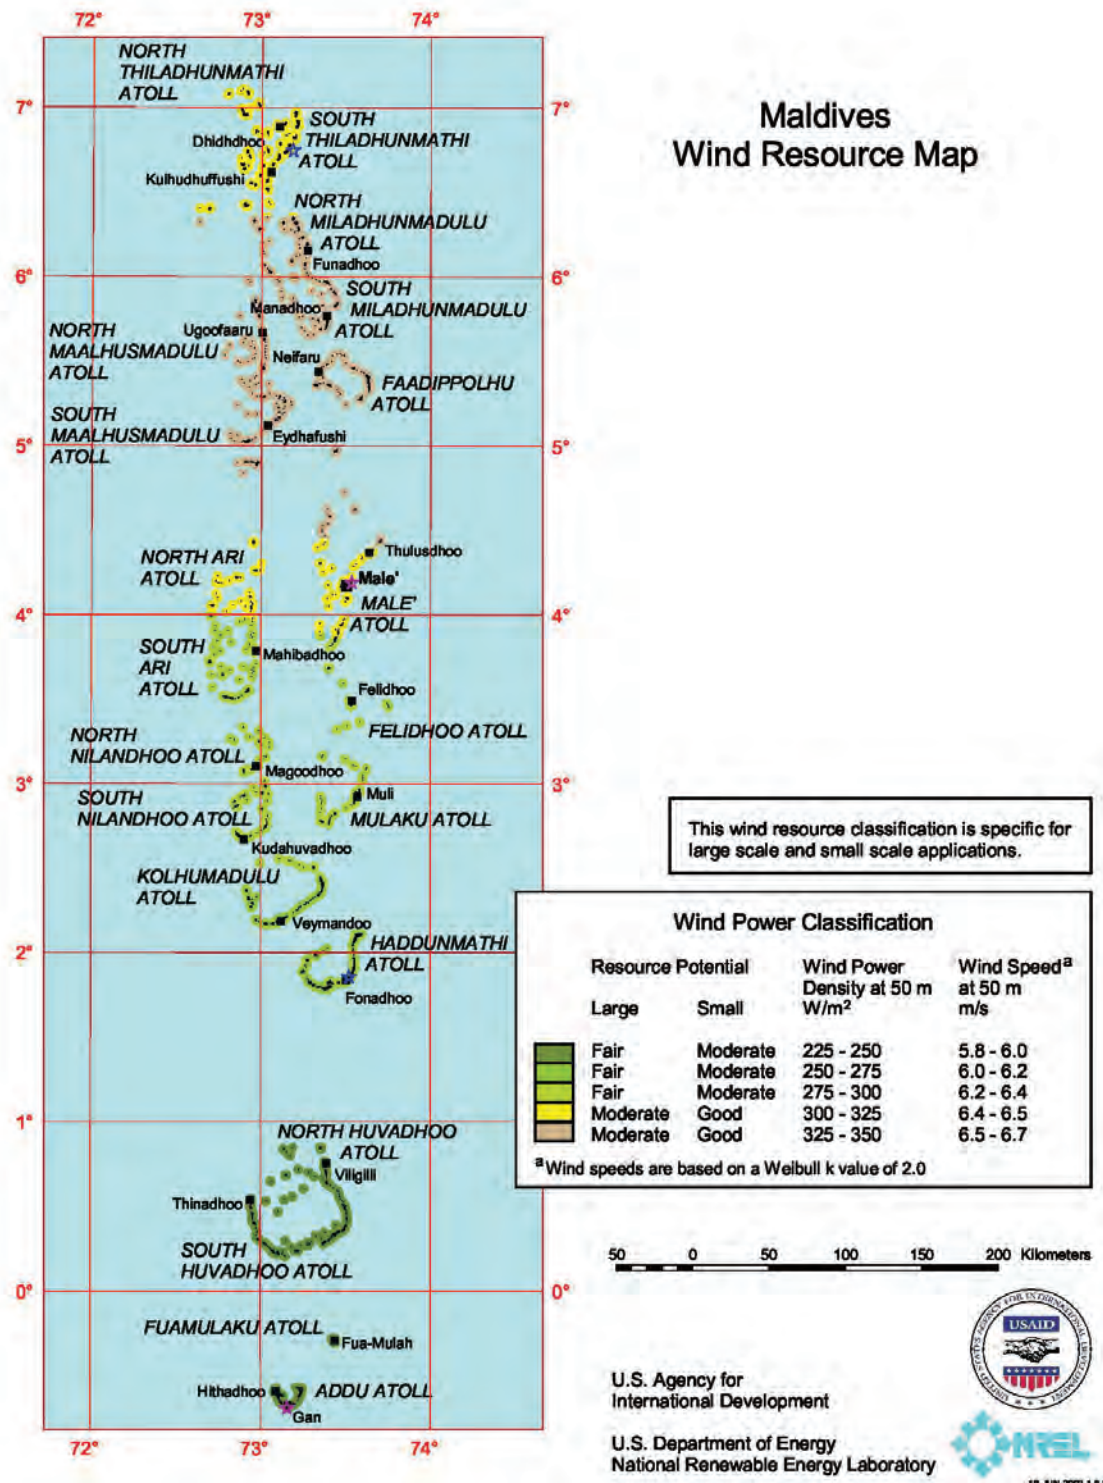 72°
73°
74°
NORTH
THILADHUNMATHI
ATOLL
7°
7°
SOUTH
THILADHUNMATHI
ATOLL
Dhidhdhoo
Kulhudhuffushi
NORTH
MILADHUNMADULU
ATOLL
Funadhoo
6°
6°
SOUTH
MILADHUNMADULU
ATOLL
Manadhoo
Ugoofaaru
NORTH
MAALHUSMADULU
ATOLL
Neifaru
FAADIPPOLHU
ATOLL
SOUTH
MAALHUSMADULU
ATOLL
Eydhafushi
5°
5°
NORTH ARI
ATOLL
Thulusdhoo
Male'
MALE'
ATOLL
4°
4°
SOUTH
ARI
ATOLL
Mahibadhoo
Felidhoo
FELIDHOO ATOLL
NORTH
NILANDHOO ATOLL
Magoodhoo
3°
3°
SOUTH
NILANDHOO ATOLL
Muli
MULAKU ATOLL
Kudahuvadhoo
KOLHUMADULU
ATOLL
Veymandoo
HADDUNMATHI
ATOLL
2°
Fonadhoo
1°
NORTH HUVADHOO
ATOLL
Viligilli
Thinadhoo
SOUTH
HUVADHOO ATOLL
0°
0°
FUAMULAKU ATOLL
Fua-Mulah
Hithadhoo
ADDU ATOLL
Gan
72°
73°
74°
Maldives
Wind Resource Map
This wind resource classification is specific for
large scale and small scale applications.
Wind Power Classification
Resource Potential Wind Power Wind Speed a
Density at 50 m at 50 m
Large Small W/m² m/s
Fair Moderate 225 - 250 5.8 - 6.0
Fair Moderate 250 - 275 6.0 - 6.2
Fair Moderate 275 - 300 6.2 - 6.4
Moderate Good 300 - 325 6.4 - 6.5
Moderate Good 325 - 350 6.5 - 6.7
a Wind speeds are based on a Weibull k value of 2.0
50 0 50 100 150 200 Kilometers
UNITED STATES AGENCY FOR INTERNATIONAL DEVELOPMENT
USAID
U.S. Agency for
International Development
U.S. Department of Energy
National Renewable Energy Laboratory
NREL